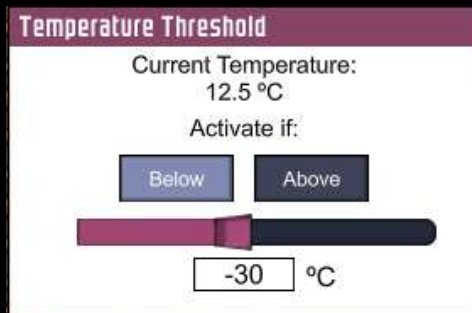 Temperature Threshold
Current Temperature:
12.5 ºC
Activate if:
Below Above
-30 ºC